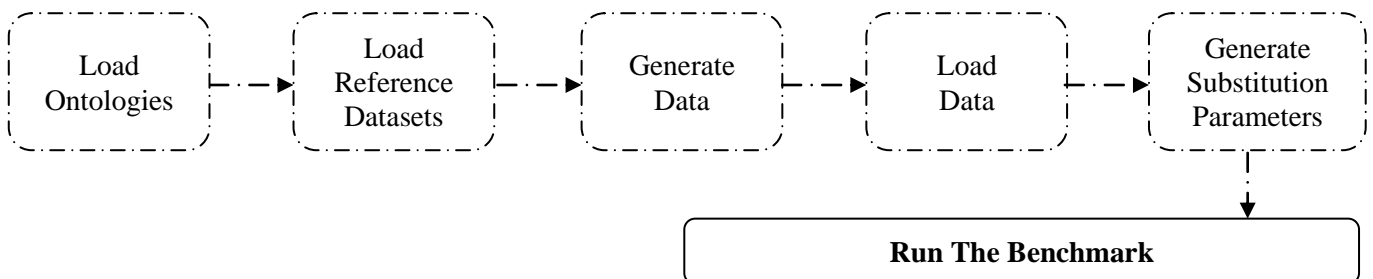 Load
Ontologies
Load
Reference
Datasets
Generate
Data
Load
Data
Generate
Substitution
Parameters
Run The Benchmark